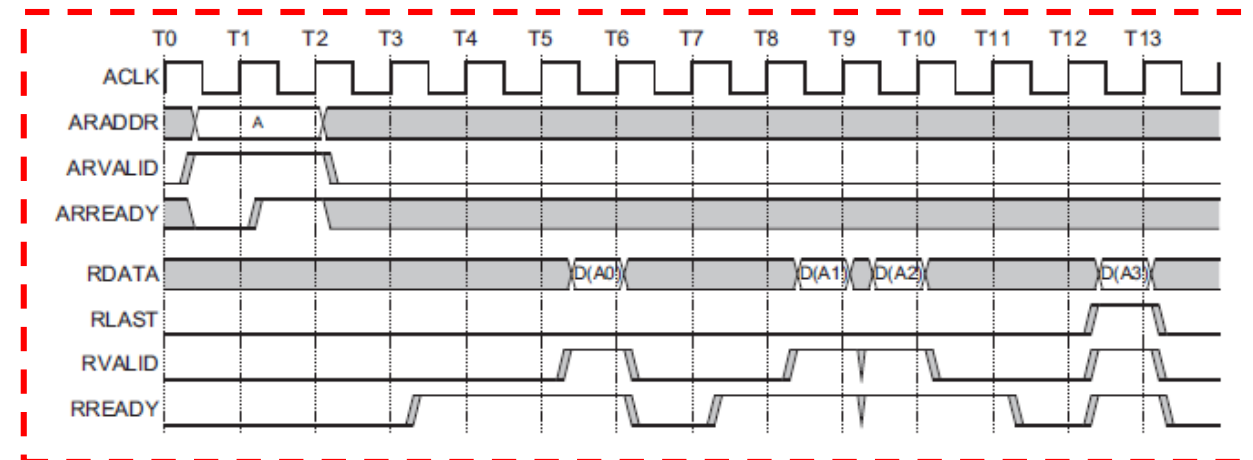 T0 T1 T2 T3 T4 T5 T6 T7 T8 T9 T10 T11 T12 T13
ACLK
ARADDR A
ARVALID
ARREADY
RDATA D(A0) D(A1) D(A2) D(A3)
RLAST
RVALID
RREADY